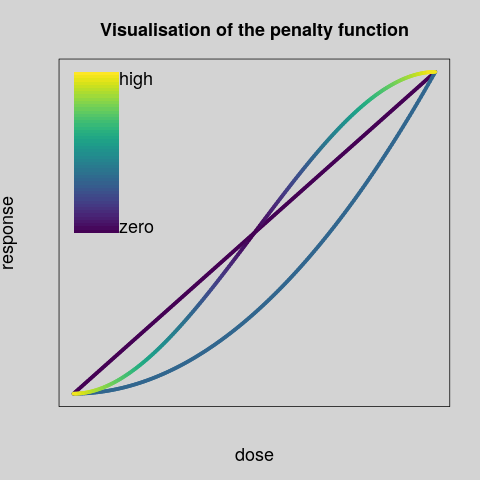 Visualisation of the penalty function
high
zero
response
dose